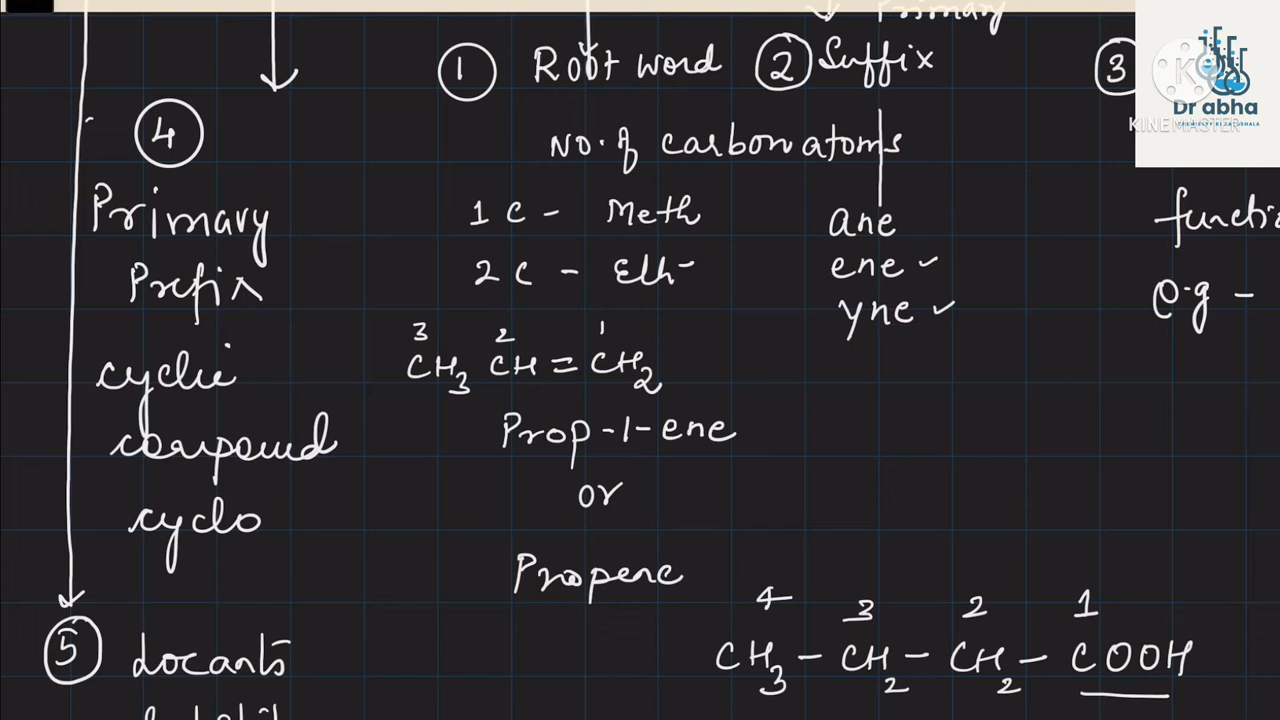 Primary
① Root word ② Suffix ③
④
No. of carbon atoms
Primary
Prefix
1 C - Meth
2 C - Eth
ane
ene ✓
yne ✓
e.g -
3 2 1
CH3 CH = CH2
Prop-1-ene
or
Propene
cyclic
compound
cyclo
4 3 2 1
CH3 - CH2 - CH2 - COOH
⑤ Locants
Dr abha
KINEMASTER